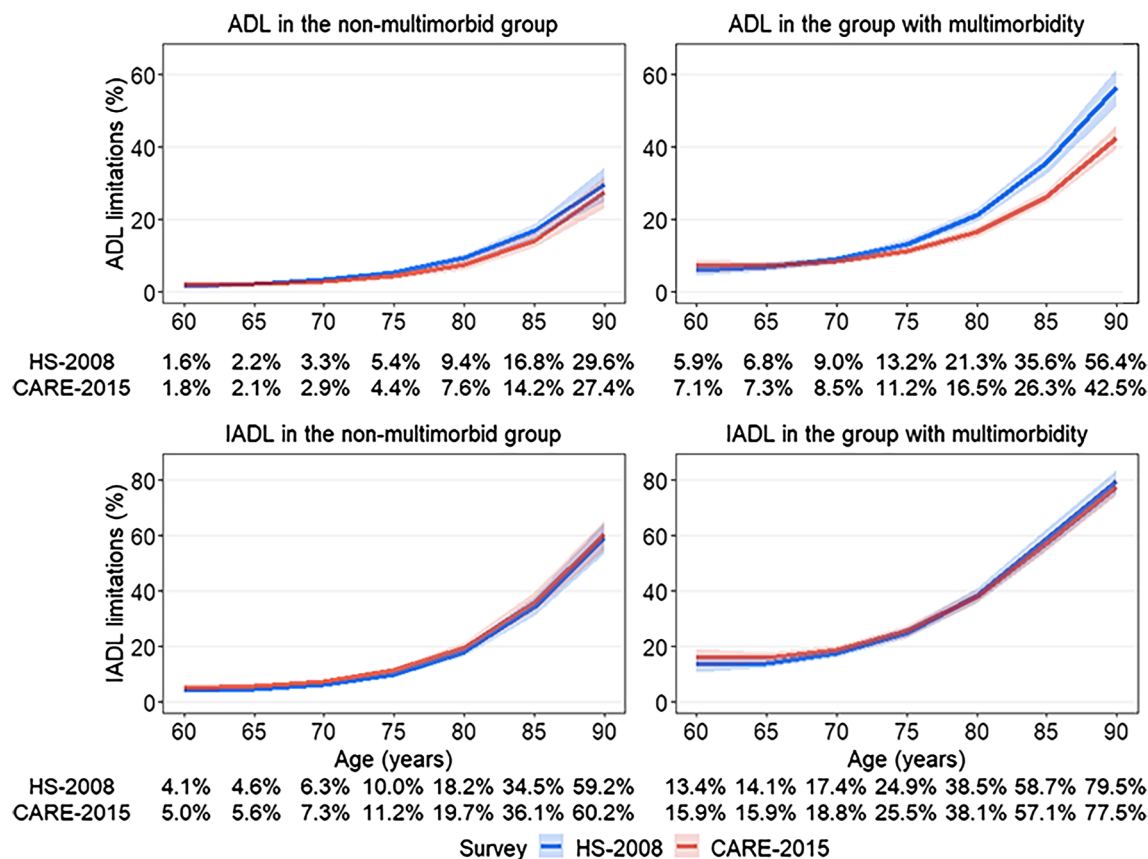 ADL in the non-multimorbid group
ADL in the group with multimorbidity
ADL limitations (%)
60
40
20
0
60 65 70 75 80 85 90
60 65 70 75 80 85 90
HS-2008 1.6% 2.2% 3.3% 5.4% 9.4% 16.8% 29.6% 5.9% 6.8% 9.0% 13.2% 21.3% 35.6% 56.4%
CARE-2015 1.8% 2.1% 2.9% 4.4% 7.6% 14.2% 27.4% 7.1% 7.3% 8.5% 11.2% 16.5% 26.3% 42.5%
IADL in the non-multimorbid group
IADL in the group with multimorbidity
IADL limitations (%)
80
60
40
20
0
60 65 70 75 80 85 90
60 65 70 75 80 85 90
Age (years)
Age (years)
HS-2008 4.1% 4.6% 6.3% 10.0% 18.2% 34.5% 59.2% 13.4% 14.1% 17.4% 24.9% 38.5% 58.7% 79.5%
CARE-2015 5.0% 5.6% 7.3% 11.2% 19.7% 36.1% 60.2% 15.9% 15.9% 18.8% 25.5% 38.1% 57.1% 77.5%
Survey HS-2008 CARE-2015